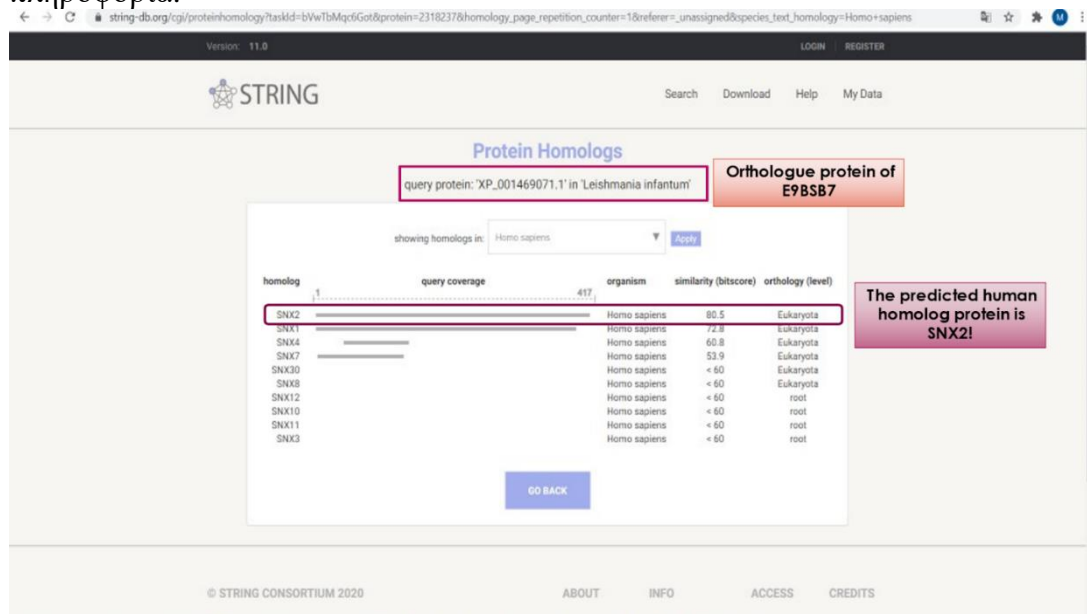 πληροφορία.
string-db.org/cgi/proteinhomology?taskId=bVwTbMqc6Got&protein=2318237&homology_page_repetition_counter=1&referer=_unassigned&species_text_homology=Homo+sapiens
M
Version: 11.0 LOGIN | REGISTER
STRING Search Download Help My Data
Protein Homologs
query protein: 'XP_001469071.1' in 'Leishmania infantum'
Orthologue protein of
E9BSB7
showing homologs in: Homo sapiens Apply
homolog query coverage organism similarity (bitscore) orthology (level)
1 417
SNX2 Homo sapiens 80.5 Eukaryota
SNX1 Homo sapiens 72.8 Eukaryota
SNX4 Homo sapiens 60.8 Eukaryota
SNX7 Homo sapiens 53.9 Eukaryota
SNX30 Homo sapiens < 60 Eukaryota
SNX8 Homo sapiens < 60 Eukaryota
SNX12 Homo sapiens < 60 root
SNX10 Homo sapiens < 60 root
SNX11 Homo sapiens < 60 root
SNX3 Homo sapiens < 60 root
The predicted human
homolog protein is
SNX2!
GO BACK
© STRING CONSORTIUM 2020 ABOUT INFO ACCESS CREDITS